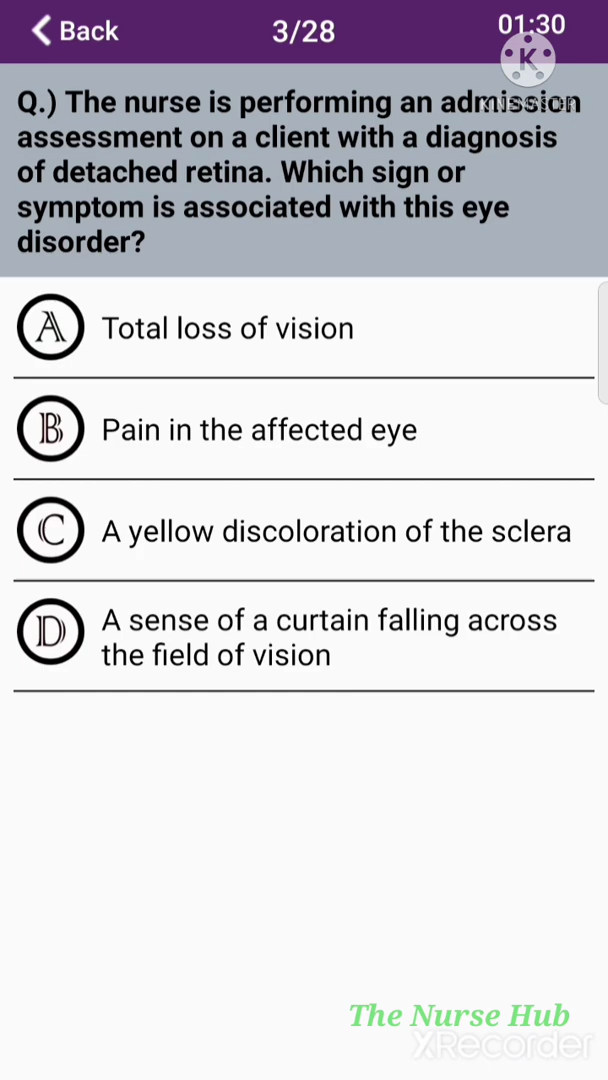 Back
3/28
01:30
K
KINEMASTER
Q.) The nurse is performing an admission
assessment on a client with a diagnosis
of detached retina. Which sign or
symptom is associated with this eye
disorder?
A Total loss of vision
B Pain in the affected eye
C A yellow discoloration of the sclera
D A sense of a curtain falling across
the field of vision
The Nurse Hub
XRecorder